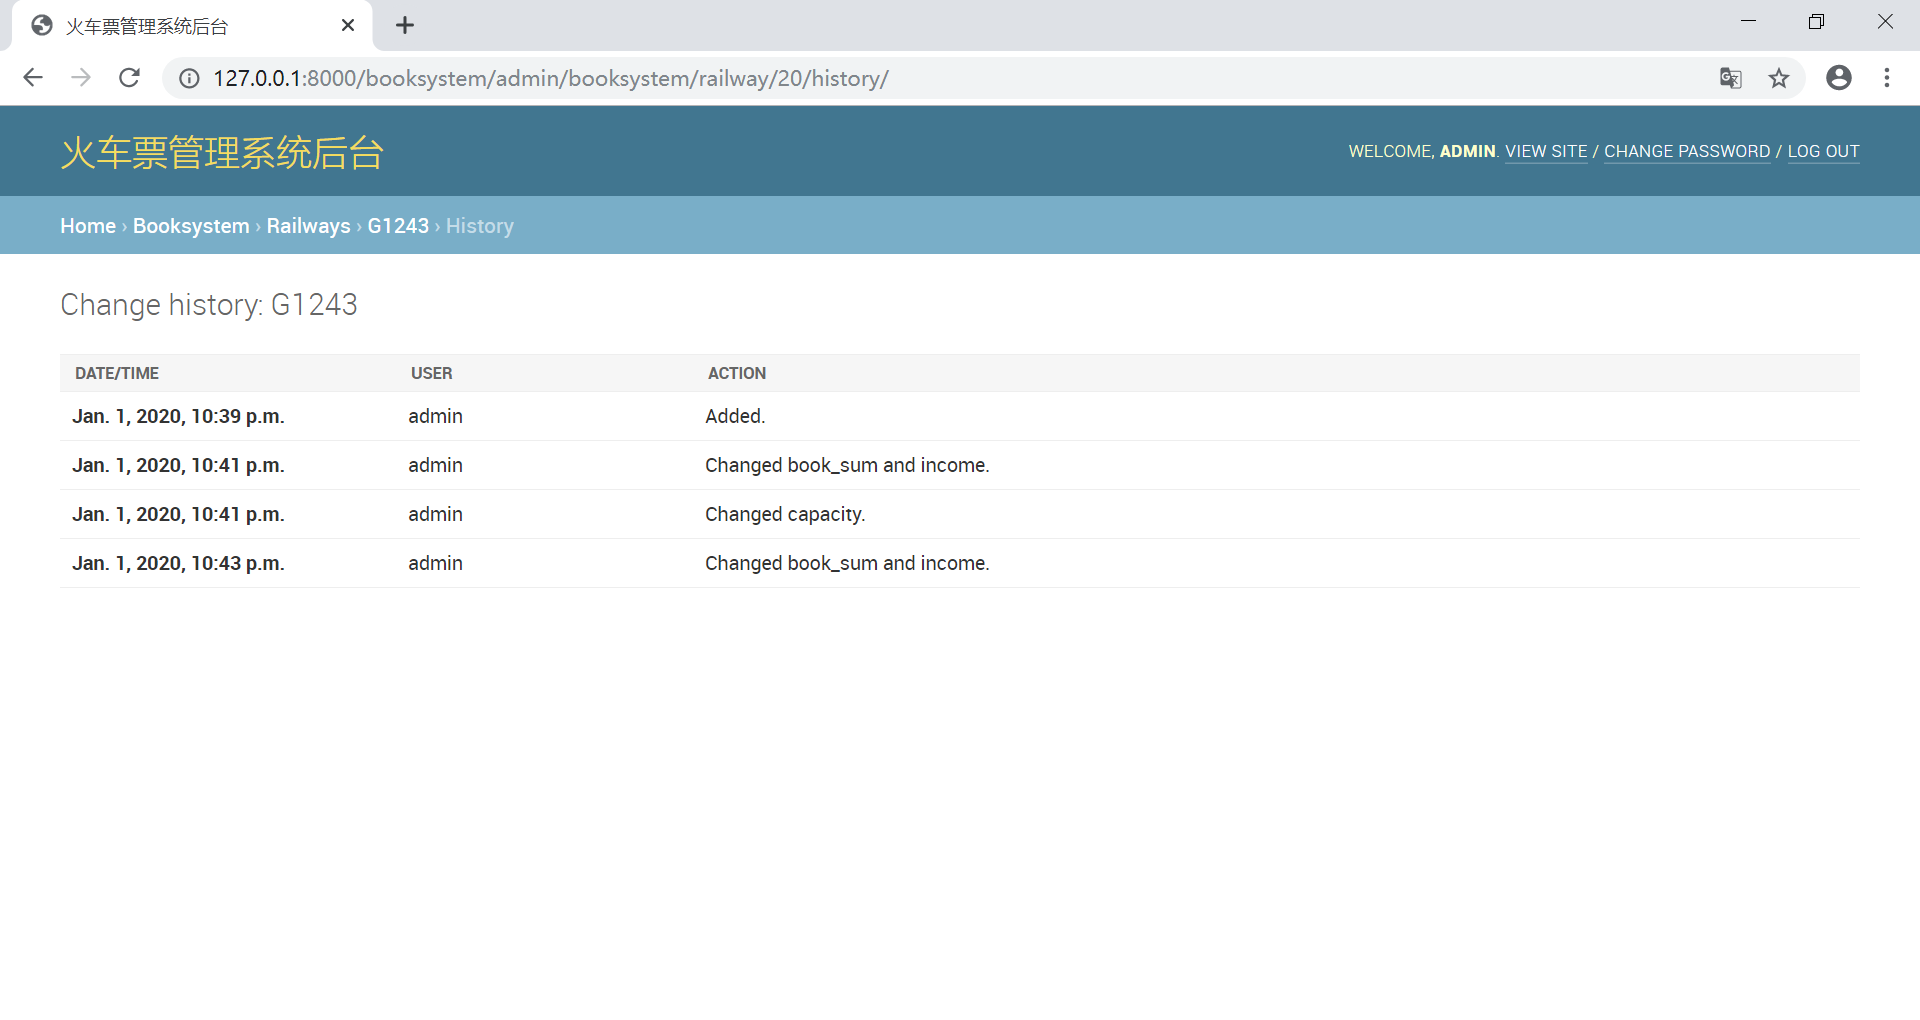 火车票管理系统后台
127.0.0.1:8000/booksystem/admin/booksystem/railway/20/history/
火车票管理系统后台
WELCOME, ADMIN. VIEW SITE / CHANGE PASSWORD / LOG OUT
Home › Booksystem › Railways › G1243 › History
Change history: G1243
DATE/TIME USER ACTION
Jan. 1, 2020, 10:39 p.m. admin Added.
Jan. 1, 2020, 10:41 p.m. admin Changed book_sum and income.
Jan. 1, 2020, 10:41 p.m. admin Changed capacity.
Jan. 1, 2020, 10:43 p.m. admin Changed book_sum and income.